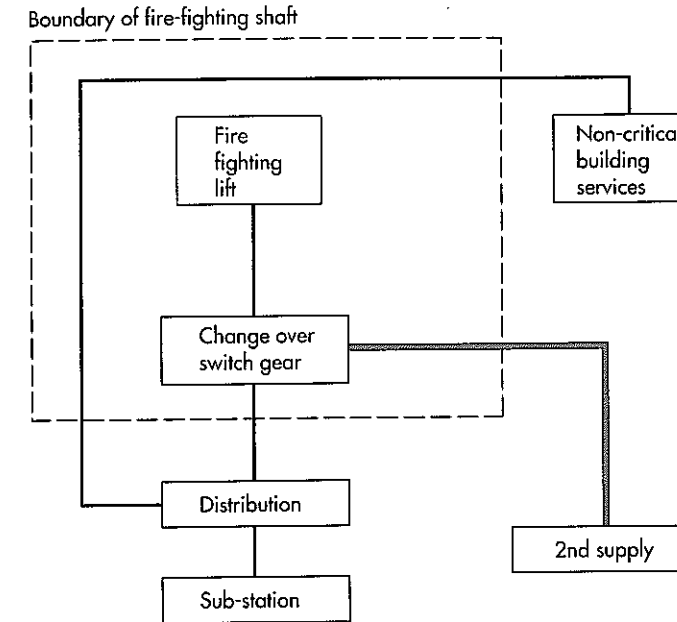 Boundary of fire-fighting shaft
Fire
fighting
lift
Non-critica
building
services
Change over
switch gear
Distribution
2nd supply
Sub-station